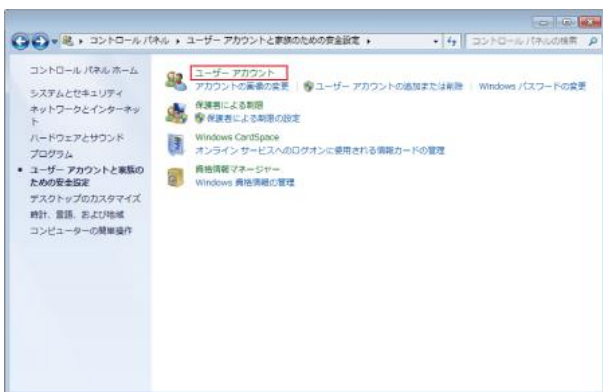 コントロール パネル ▸ ユーザー アカウントと家族のための安全設定 ▸
コントロール パネルの検索
コントロール パネル ホーム
システムとセキュリティ
ネットワークとインターネッ
ト
ハードウェアとサウンド
プログラム
ユーザー アカウントと家族の
ための安全設定
デスクトップのカスタマイズ
時計、言語、および地域
コンピューターの簡単操作
ユーザー アカウント
アカウントの画像の変更 | ユーザー アカウントの追加または削除 | Windows パスワードの変更
保護者による制限
保護者による制限の設定
Windows CardSpace
オンライン サービスへのログオンに使用される情報カードの管理
資格情報マネージャー
Windows 資格情報の管理